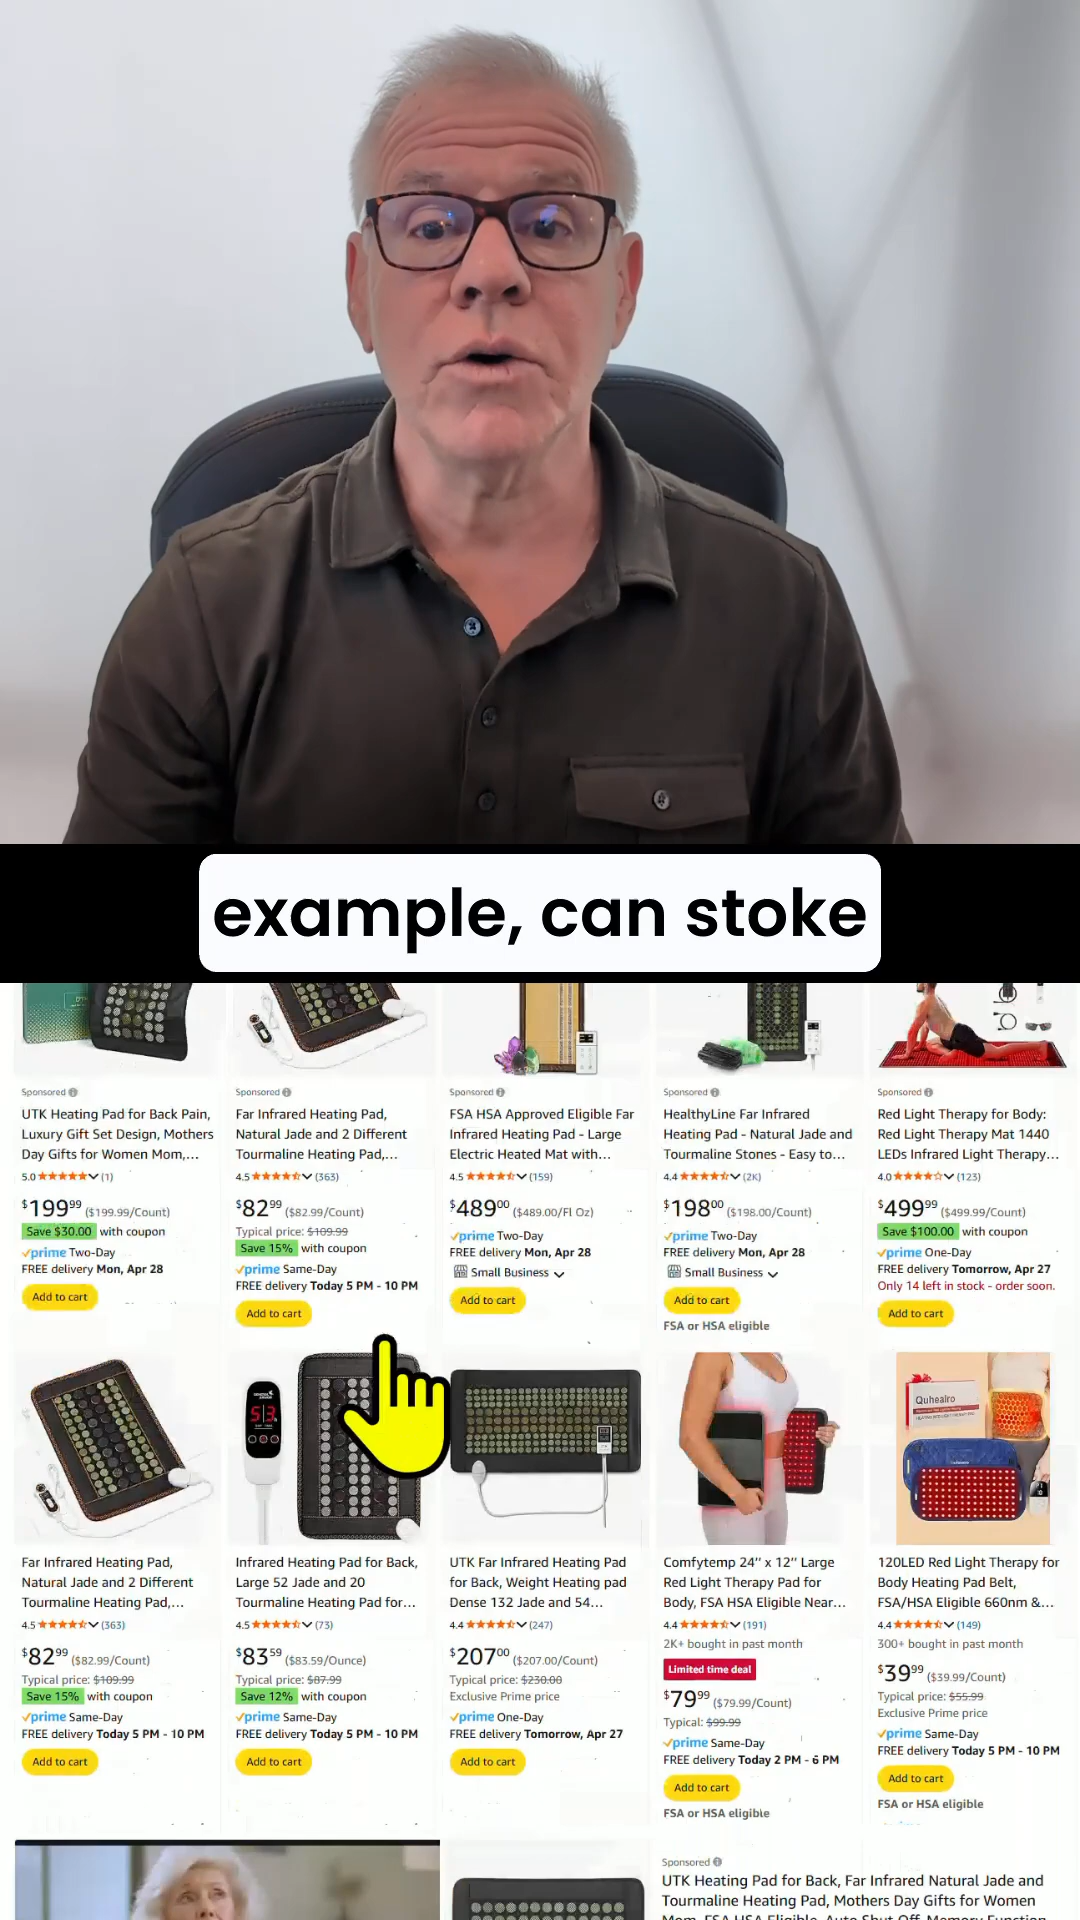 example, can stoke
Sponsored
UTK Heating Pad for Back Pain,
Luxury Gift Set Design, Mothers
Day Gifts for Women Mom,...
5.0 (1)
$199.99 ($199.99/Count)
Save $30.00 with coupon
prime Two-Day
FREE delivery Mon, Apr 28
Add to cart
Sponsored
Far Infrared Heating Pad,
Natural Jade and 2 Different
Tourmaline Heating Pad,...
4.5 (363)
$82.99 ($82.99/Count)
Typical price: $109.99
Save 15% with coupon
prime Same-Day
FREE delivery Today 5 PM - 10 PM
Add to cart
Sponsored
FSA HSA Approved Eligible Far
Infrared Heating Pad - Large
Electric Heated Mat with...
4.5 (159)
$489.00 ($489.00/Fl Oz)
prime Two-Day
FREE delivery Mon, Apr 28
Small Business
Add to cart
Sponsored
HealthyLine Far Infrared
Heating Pad - Natural Jade and
Tourmaline Stones - Easy to...
4.4 (2K)
$198.00 ($198.00/Count)
prime Two-Day
FREE delivery Mon, Apr 28
Small Business
Add to cart
FSA or HSA eligible
Sponsored
Red Light Therapy for Body:
Red Light Therapy Mat 1440
LEDs Infrared Light Therapy...
4.0 (123)
$499.99 ($499.99/Count)
Save $100.00 with coupon
prime One-Day
FREE delivery Tomorrow, Apr 27
Only 14 left in stock - order soon.
Add to cart
Far Infrared Heating Pad,
Natural Jade and 2 Different
Tourmaline Heating Pad,...
4.5 (363)
$82.99 ($82.99/Count)
Typical price: $109.99
Save 15% with coupon
prime Same-Day
FREE delivery Today 5 PM - 10 PM
Add to cart
Infrared Heating Pad for Back,
Large 52 Jade and 20
Tourmaline Heating Pad for...
4.5 (73)
$83.59 ($83.59/Ounce)
Typical price: $87.99
Save 12% with coupon
prime Same-Day
FREE delivery Today 5 PM - 10 PM
Add to cart
UTK Far Infrared Heating Pad
for Back, Weight Heating pad
Dense 132 Jade and 54...
4.4 (247)
$207.00 ($207.00/Count)
Typical price: $230.00
Exclusive Prime price
prime One-Day
FREE delivery Tomorrow, Apr 27
Add to cart
Comfytemp 24'' x 12'' Large
Red Light Therapy Pad for
Body, FSA HSA Eligible Near...
4.4 (191)
2K+ bought in past month
Limited time deal
$79.99 ($79.99/Count)
Typical: $99.99
prime Same-Day
FREE delivery Today 2 PM - 6 PM
Add to cart
FSA or HSA eligible
Quhealro
120LED Red Light Therapy for
Body Heating Pad Belt,
FSA/HSA Eligible 660nm &...
4.4 (149)
300+ bought in past month
$39.99 ($39.99/Count)
Typical price: $55.99
Exclusive Prime price
prime Same-Day
FREE delivery Today 5 PM - 10 PM
Add to cart
FSA or HSA eligible
Sponsored
UTK Heating Pad for Back, Far Infrared Natural Jade and
Tourmaline Heating Pad, Mothers Day Gifts for Women
Mom, FSA HSA Eligible, Auto Shut Off, Memory Function